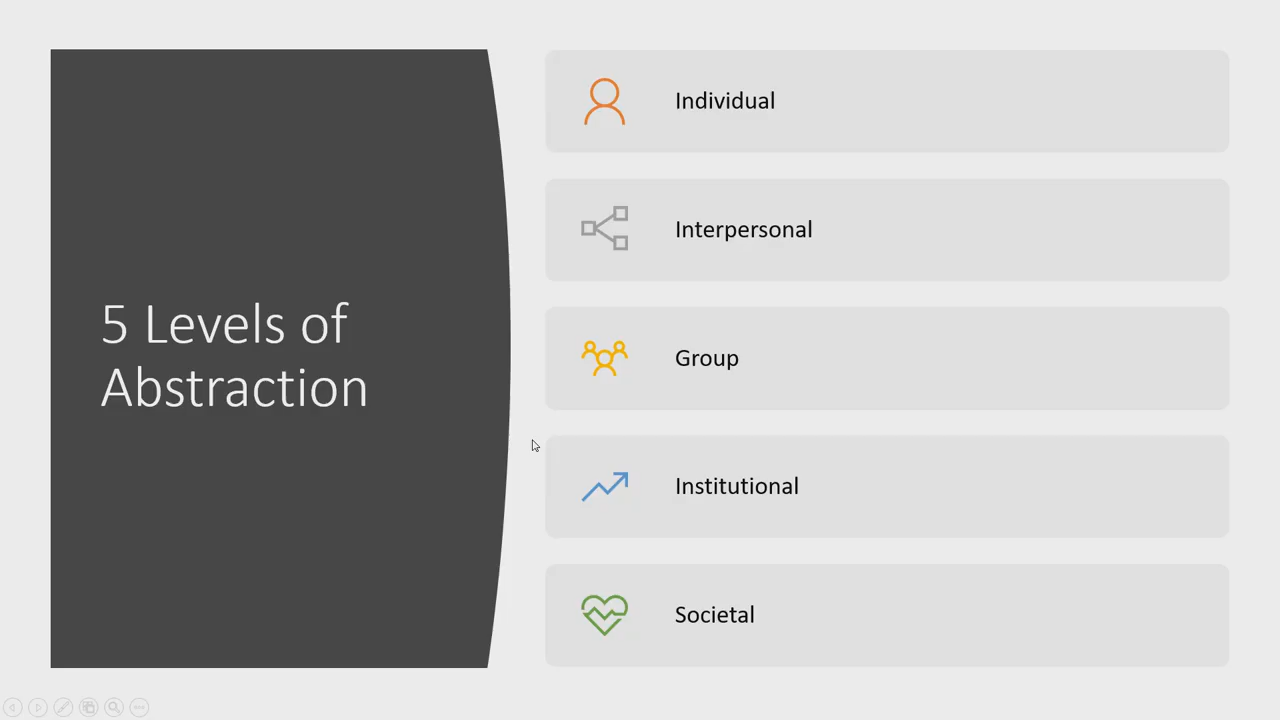 5 Levels of
Abstraction
Individual
Interpersonal
Group
Institutional
Societal